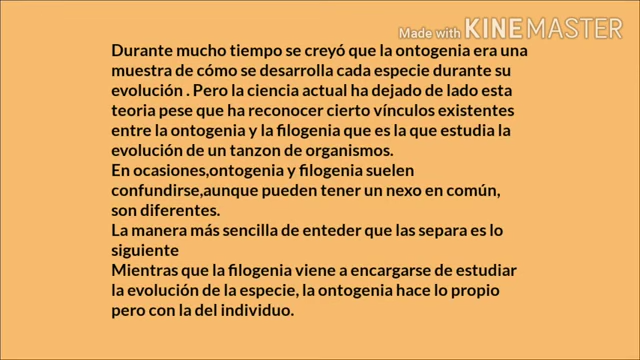 Made with KINEMASTER
Durante mucho tiempo se creyó que la ontogenia era una
muestra de cómo se desarrolla cada especie durante su
evolución . Pero la ciencia actual ha dejado de lado esta
teoria pese que ha reconocer cierto vínculos existentes
entre la ontogenia y la filogenia que es la que estudia la
evolución de un tanzon de organismos.
En ocasiones,ontogenia y filogenia suelen
confundirse,aunque pueden tener un nexo en común,
son diferentes.
La manera más sencilla de enteder que las separa es lo
siguiente
Mientras que la filogenia viene a encargarse de estudiar
la evolución de la especie, la ontogenia hace lo propio
pero con la del individuo.